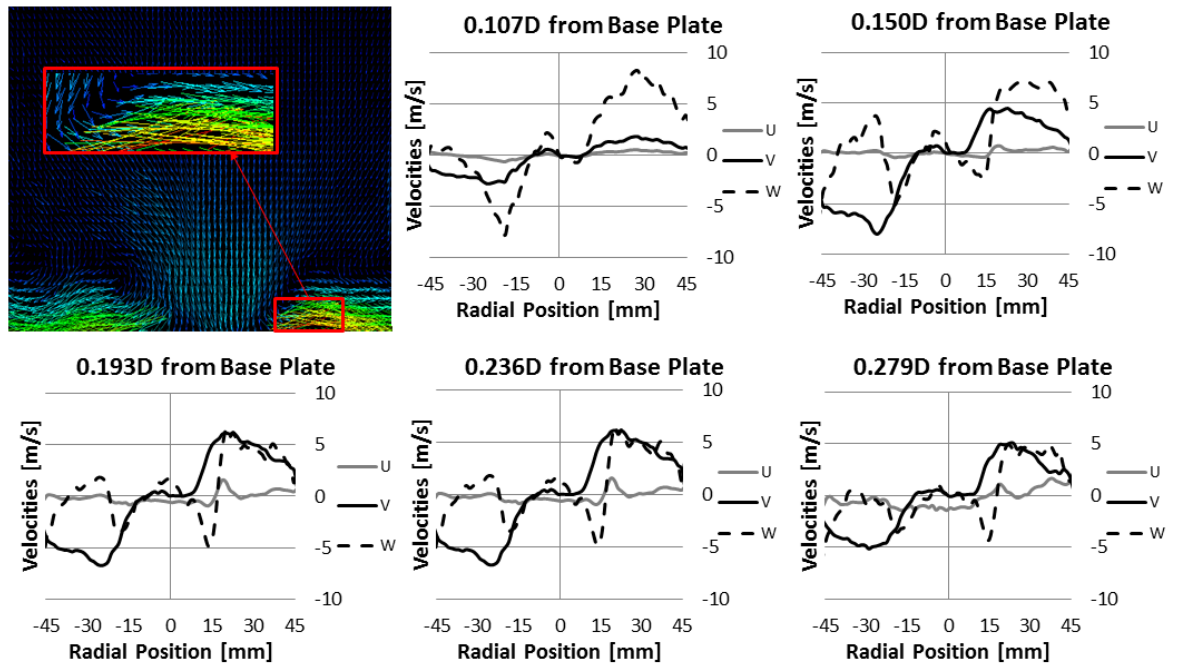 0.107D from Base Plate
Velocities [m/s]
10
5
0
-5
-10
U
V
W
-45 -30 -15 0 15 30 45
Radial Position [mm]
0.150D from Base Plate
Velocities [m/s]
10
5
0
-5
-10
U
V
W
-45 -30 -15 0 15 30 45
Radial Position [mm]
0.193D from Base Plate
Velocities [m/s]
10
5
0
-5
-10
U
V
W
-45 -30 -15 0 15 30 45
Radial Position [mm]
0.236D from Base Plate
Velocities [m/s]
10
5
0
-5
-10
U
V
W
-45 -30 -15 0 15 30 45
Radial Position [mm]
0.279D from Base Plate
Velocities [m/s]
10
5
0
-5
-10
U
V
W
-45 -30 -15 0 15 30 45
Radial Position [mm]